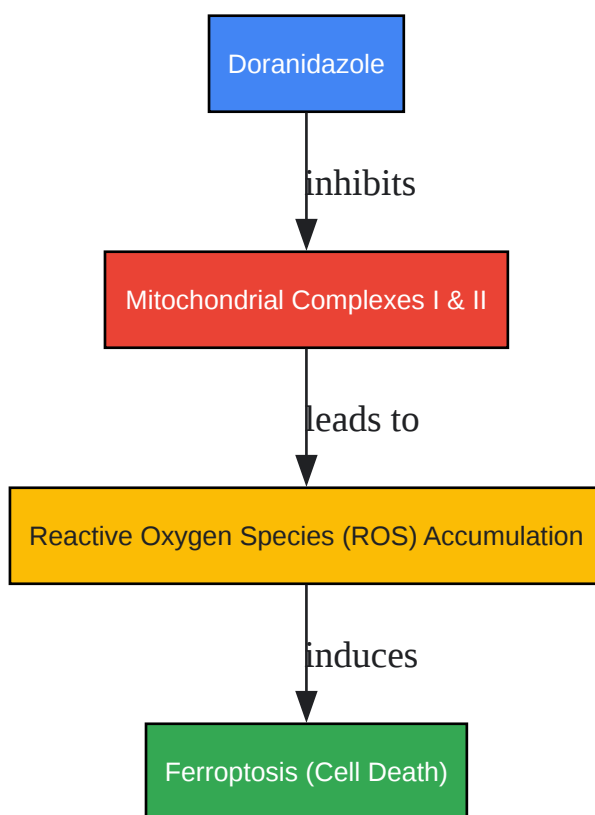 Doranidazole
inhibits
Mitochondrial Complexes I & II
leads to
Reactive Oxygen Species (ROS) Accumulation
induces
Ferroptosis (Cell Death)